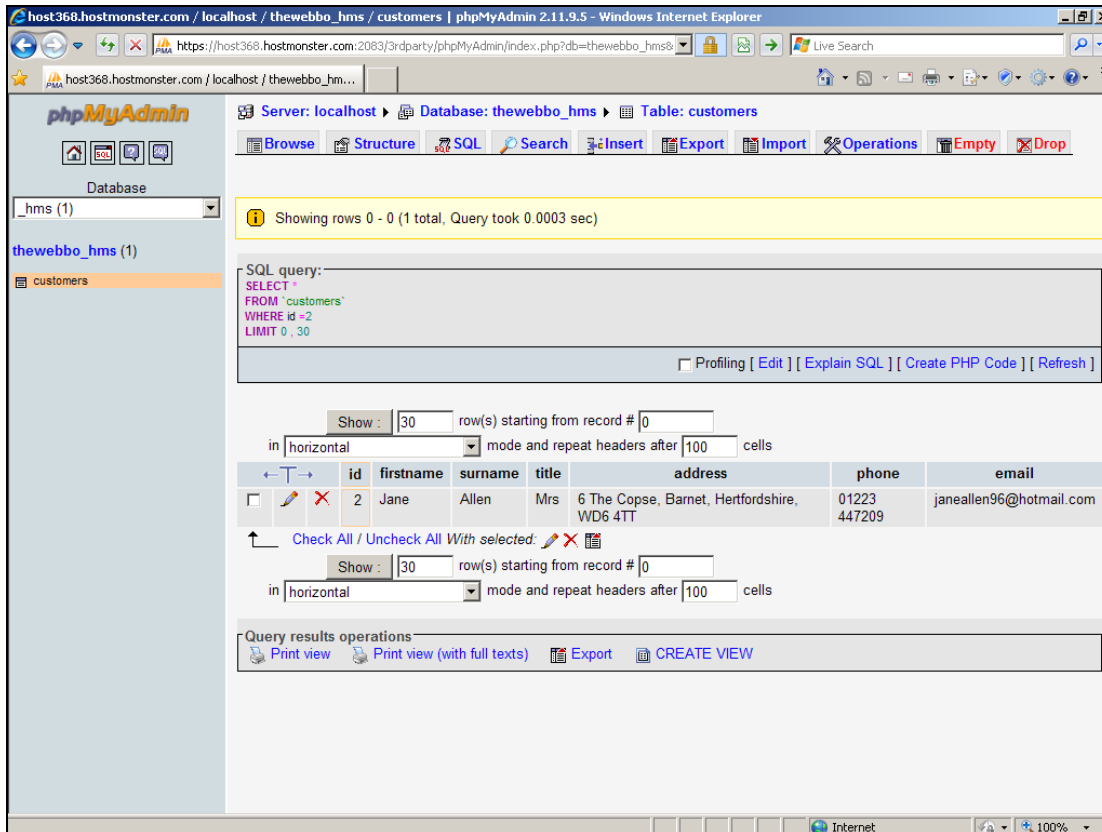 host368.hostmonster.com / localhost / thewebbo_hms / customers | phpMyAdmin 2.11.9.5 - Windows Internet Explorer
PMA https://host368.hostmonster.com:2083/3rdparty/phpMyAdmin/index.php?db=thewebbo_hms& Live Search
PMA host368.hostmonster.com / localhost / thewebbo_hm...
phpMyAdmin
Server: localhost Database: thewebbo_hms Table: customers
Browse Structure SQL Search Insert Export Import Operations Empty Drop
SQL
Database
_hms (1)
Showing rows 0 - 0 (1 total, Query took 0.0003 sec)
thewebbo_hms (1)
customers
SQL query:
SELECT *
FROM `customers`
WHERE id =2
LIMIT 0 , 30
Profiling [ Edit ] [ Explain SQL ] [ Create PHP Code ] [ Refresh ]
Show : 30 row(s) starting from record # 0
in horizontal mode and repeat headers after 100 cells
←T→ id firstname surname title address phone email
2 Jane Allen Mrs 6 The Copse, Barnet, Hertfordshire, WD6 4TT 01223 447209 janeallen96@hotmail.com
Check All / Uncheck All With selected:
Show : 30 row(s) starting from record # 0
in horizontal mode and repeat headers after 100 cells
Query results operations
Print view Print view (with full texts) Export CREATE VIEW
Internet 100%